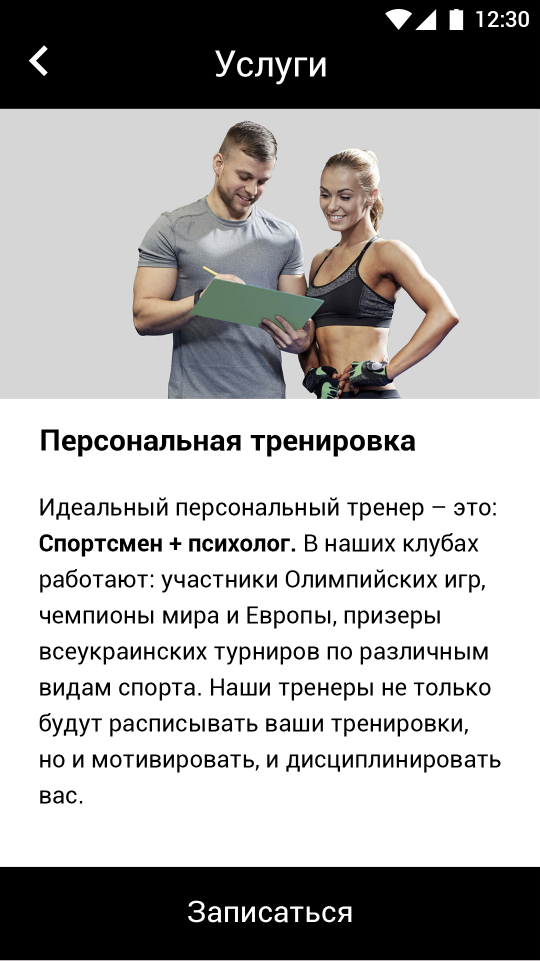 12:30
Услуги
Персональная тренировка
Идеальный персональный тренер – это:
Спортсмен + психолог. В наших клубах
работают: участники Олимпийских игр,
чемпионы мира и Европы, призеры
всеукраинских турниров по различным
видам спорта. Наши тренеры не только
будут расписывать ваши тренировки,
но и мотивировать, и дисциплинировать
вас.
Записаться